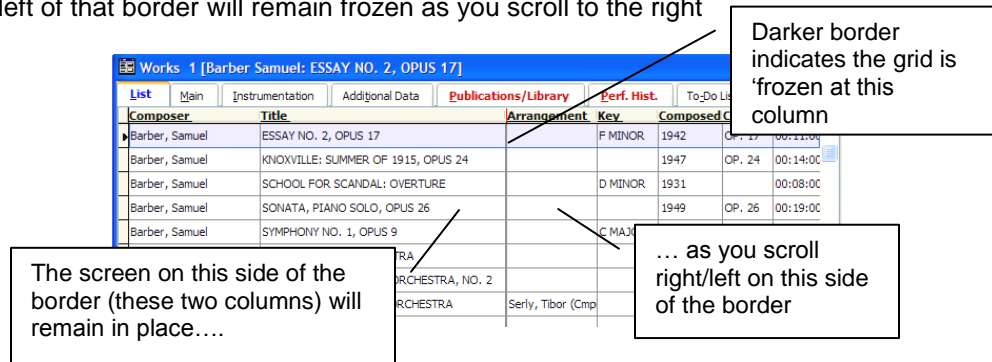 left of that border will remain frozen as you scroll to the right
Darker border
indicates the grid is
‘frozen at this
column
Works 1 [Barber Samuel: ESSAY NO. 2, OPUS 17]
List Main Instrumentation Additional Data Publications/Library Perf. Hist. To-Do Lis
Composer Title Arrangement Key Composed
Barber, Samuel ESSAY NO. 2, OPUS 17 F MINOR 1942 OP. 17 00:11:00
Barber, Samuel KNOXVILLE: SUMMER OF 1915, OPUS 24 1947 OP. 24 00:14:00
Barber, Samuel SCHOOL FOR SCANDAL: OVERTURE D MINOR 1931 00:08:00
Barber, Samuel SONATA, PIANO SOLO, OPUS 26 1949 OP. 26 00:19:00
Barber, Samuel SYMPHONY NO. 1, OPUS 9 C MAJO
TRA
ORCHESTRA, NO. 2
ORCHESTRA Serly, Tibor (Cmp
The screen on this side of the
border (these two columns) will
remain in place….
… as you scroll
right/left on this side
of the border